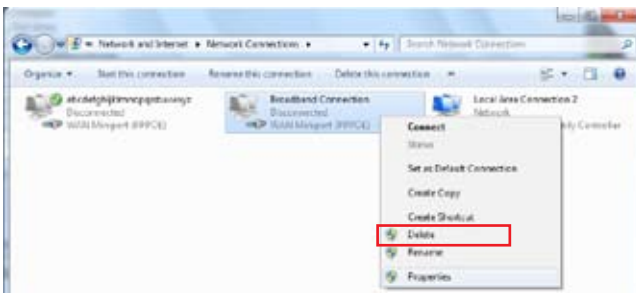 Network and Internet
Network Connections
Search Network Connections
Organize
Start this connection
Rename this connection
Delete this connection
Disconnected
WAN Miniport (PPPOE)
Broadband Connection
Disconnected
WAN Miniport (PPPOE)
Local Area Connection 2
Network
Controller
Connect
Status
Set as Default Connection
Create Copy
Create Shortcut
Delete
Rename
Properties